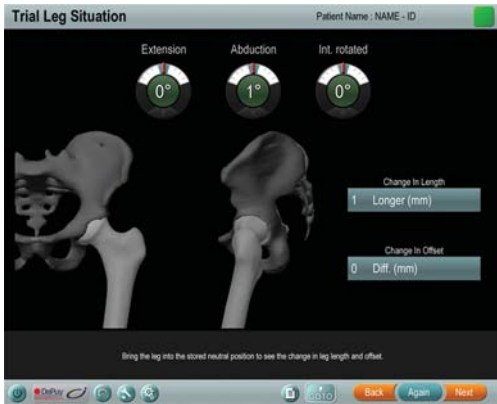 Trial Leg Situation
Patient Name : NAME - ID
Extension
Abduction
Int. rotated
0°
1°
0°
Change In Length
1 Longer (mm)
Change In Offset
0 Diff. (mm)
Bring the leg into the stored neutral position to see the change in leg length and offset.
DePuy
GOTO
Back
Again
Next